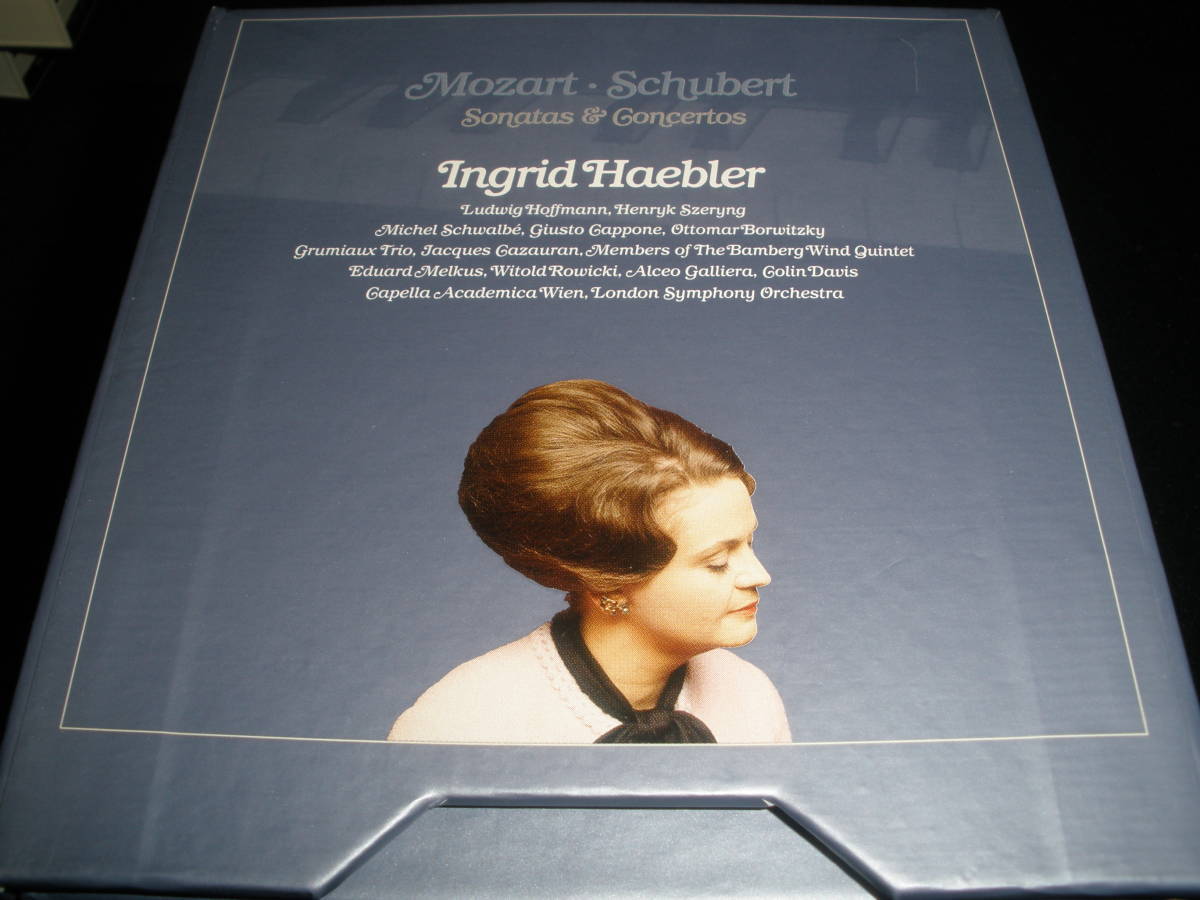 Mozart · Schubert
Sonatas & Concertos
Ingrid Haebler
Ludwig Hoffmann, Henryk Szeryng
Michel Schwalbé, Giusto Cappone, Ottomar Borwitzky
Grumiaux Trio, Jacques Cazauran, Members of The Bamberg Wind Quintet
Eduard Melkus, Witold Rowicki, Alceo Galliera, Colin Davis
Capella Academica Wien, London Symphony Orchestra